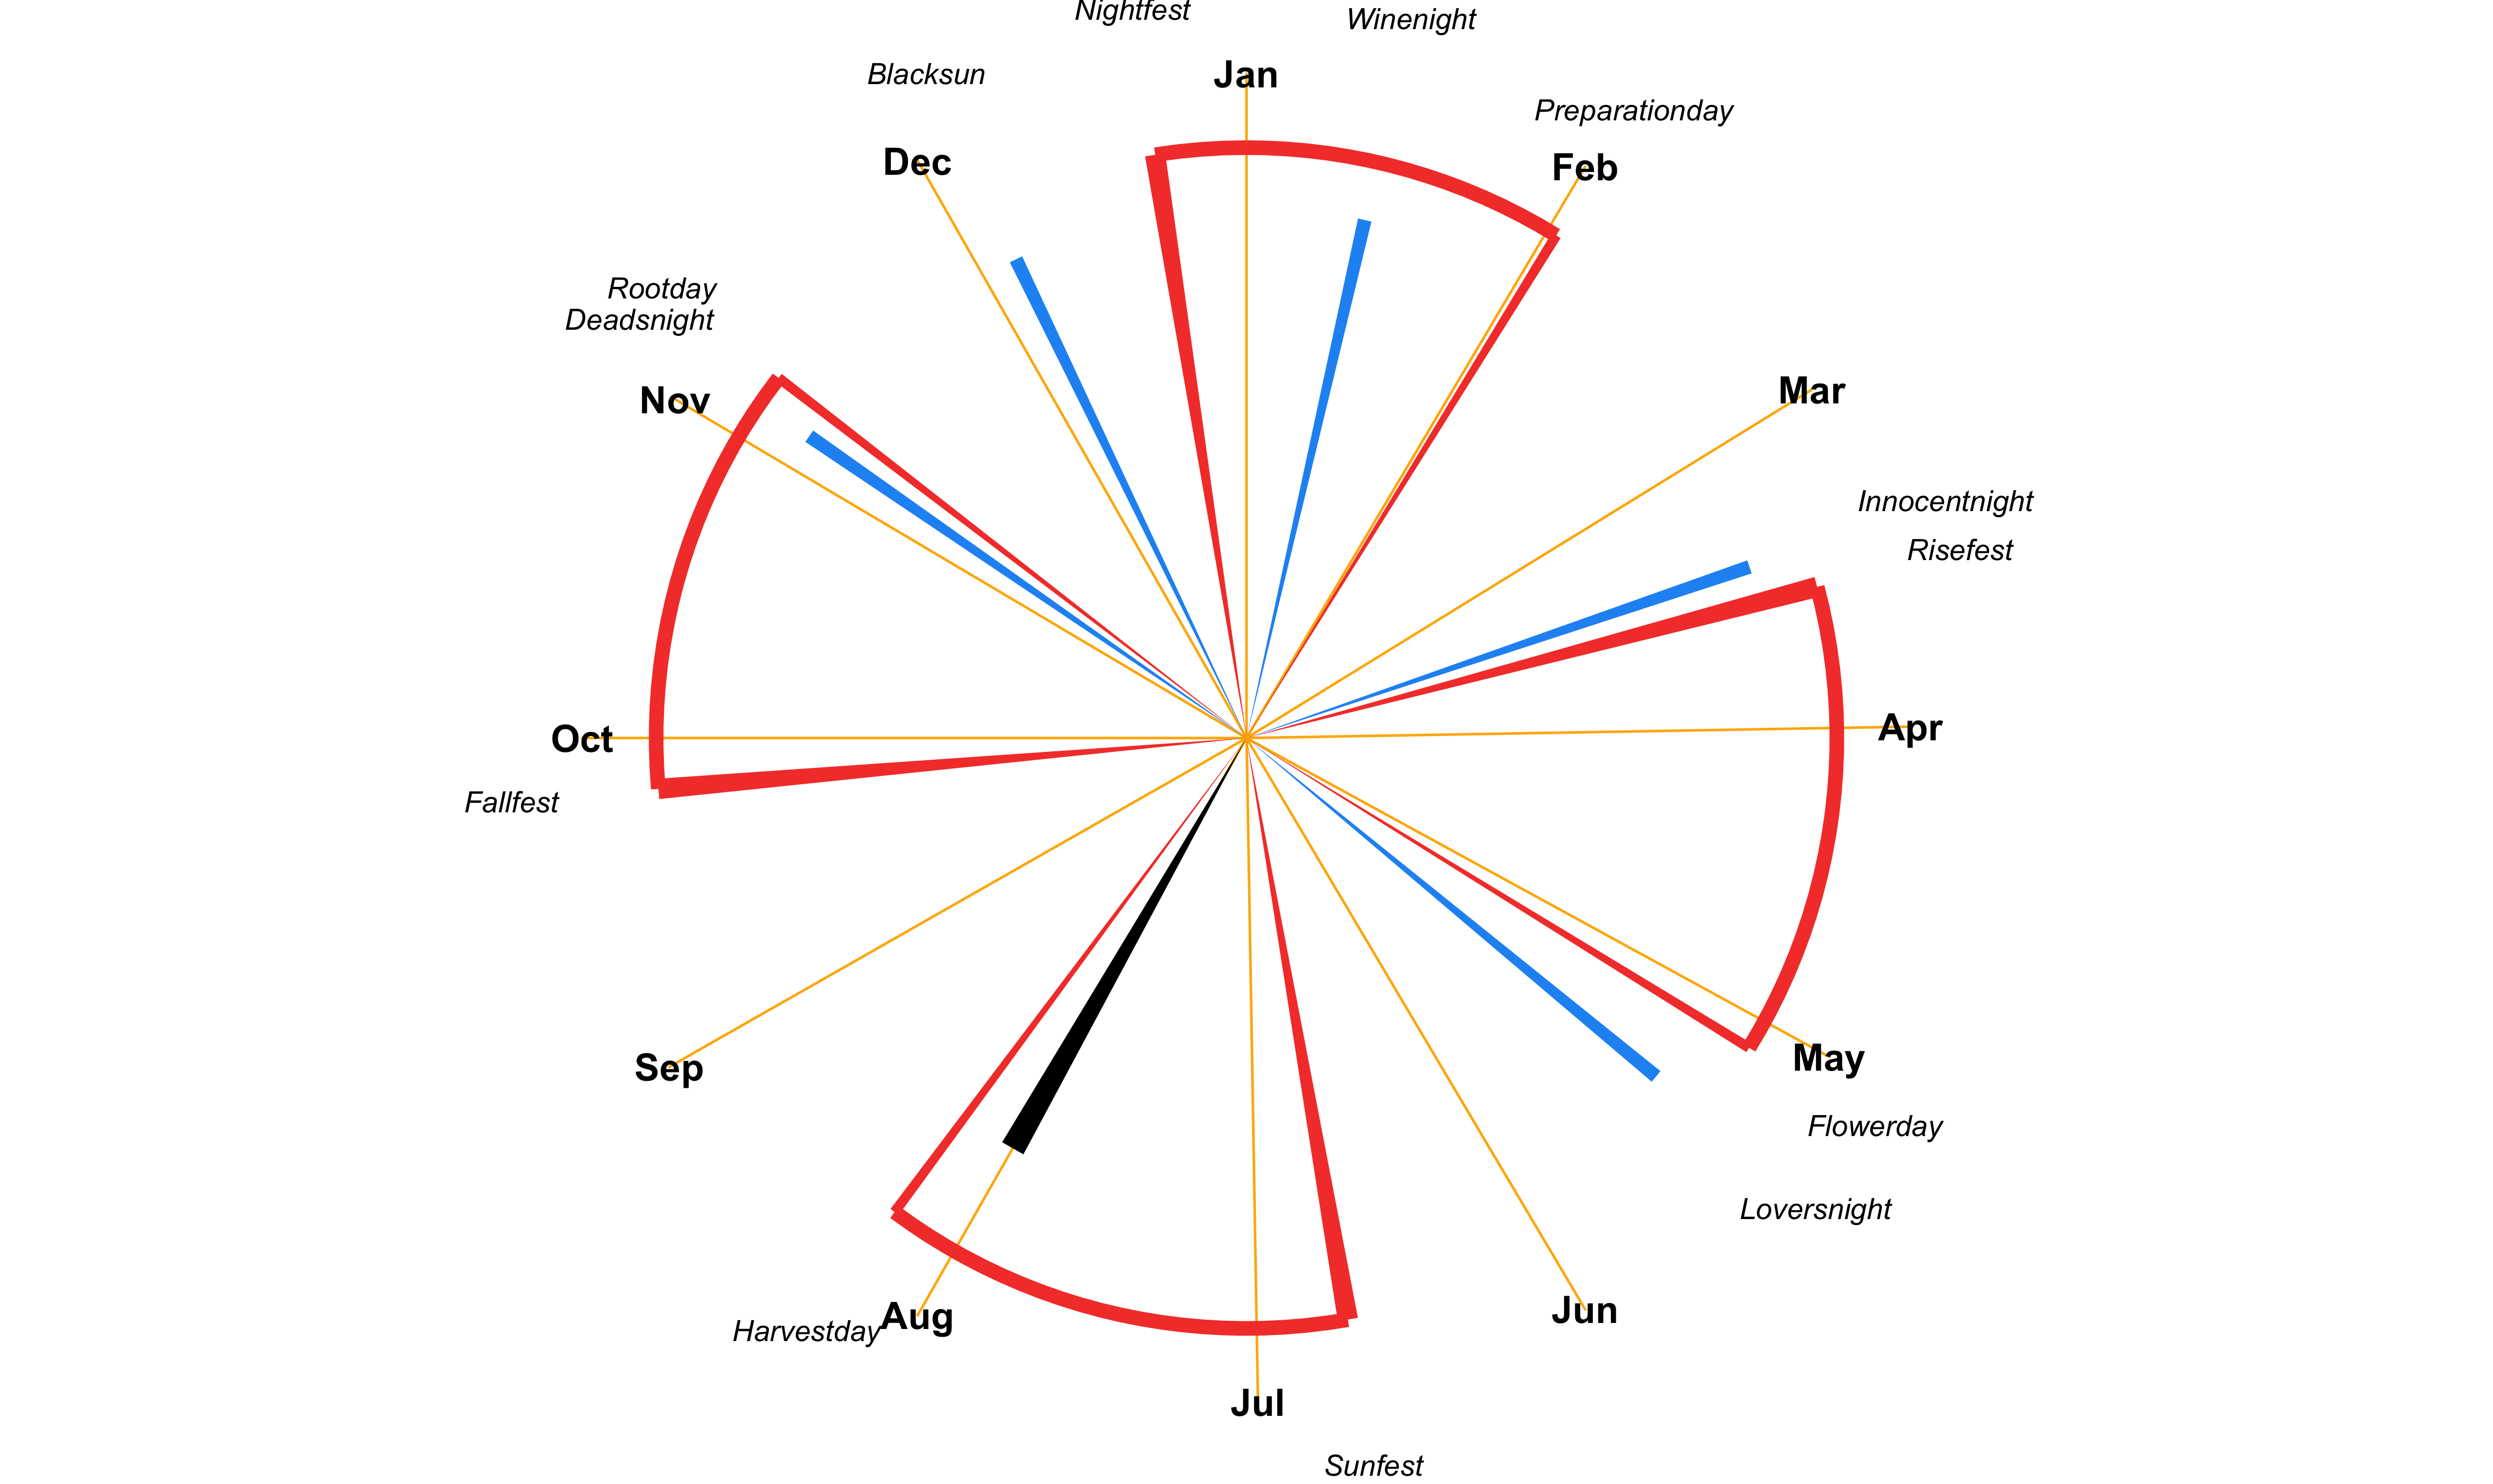 Nightfest
Winenight
Blacksun
Jan
Preparationday
Dec
Feb
Rootday
Deadsnight
Mar
Nov
Innocentnight
Risefest
Oct
Apr
Fallfest
Sep
May
Flowerday
Loversnight
Jun
Aug
Harvestday
Jul
Sunfest